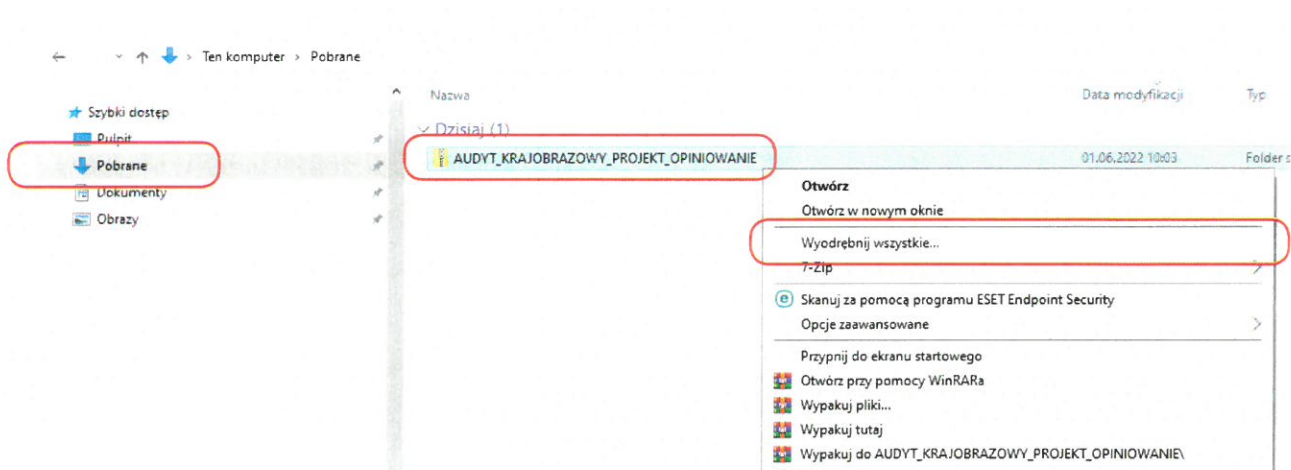 Ten komputer > Pobrane
Nazwa Data modyfikacji Typ
Szybki dostęp
Pulpit
Pobrane
Dokumenty
Obrazy
Dzisiaj (1)
AUDYT_KRAJOBRAZOWY_PROJEKT_OPINIOWANIE 01.06.2022 10:03 Folder s
Otwórz
Otwórz w nowym oknie
Wyodrębnij wszystkie...
7-Zip
Skanuj za pomocą programu ESET Endpoint Security
Opcje zaawansowane
Przypnij do ekranu startowego
Otwórz przy pomocy WinRARa
Wypakuj pliki...
Wypakuj tutaj
Wypakuj do AUDYT_KRAJOBRAZOWY_PROJEKT_OPINIOWANIE\